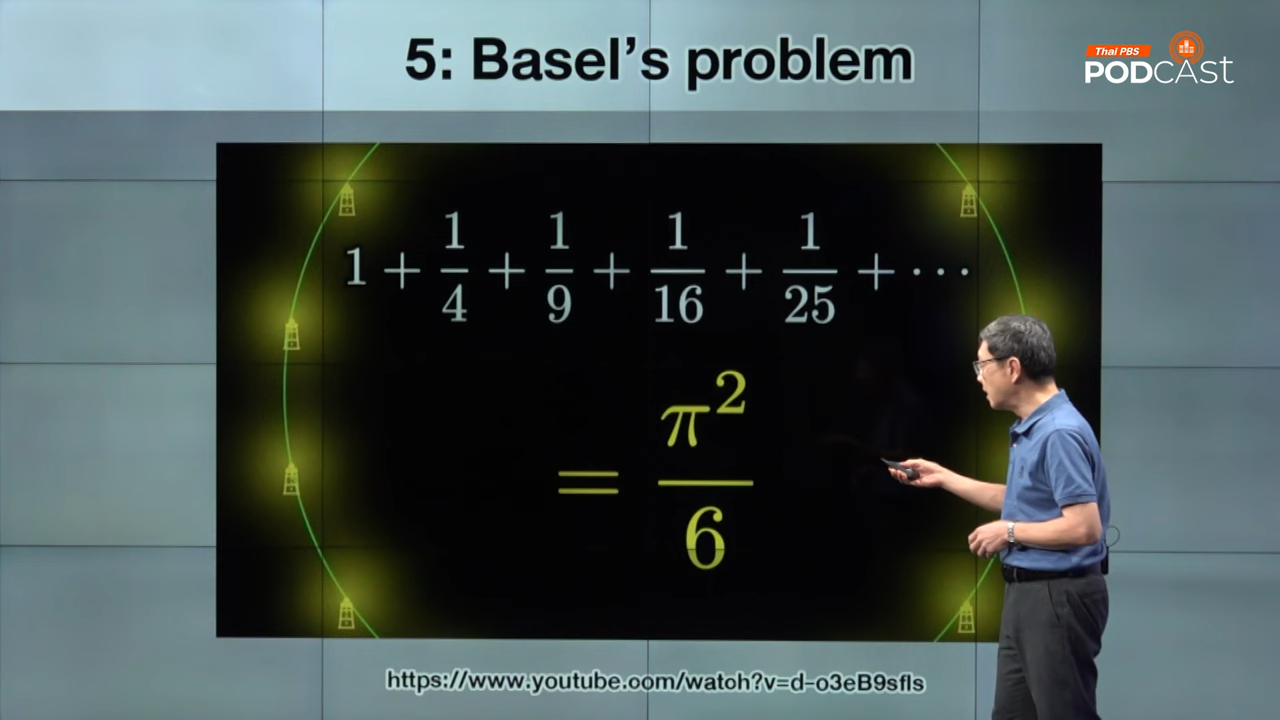 5: Basel's problem
Thai PBS
PODCAst
1 + 1/4 + 1/9 + 1/16 + 1/25 + ⋯
= π²/6
https://www.youtube.com/watoh?v=d-o3eB9sfls